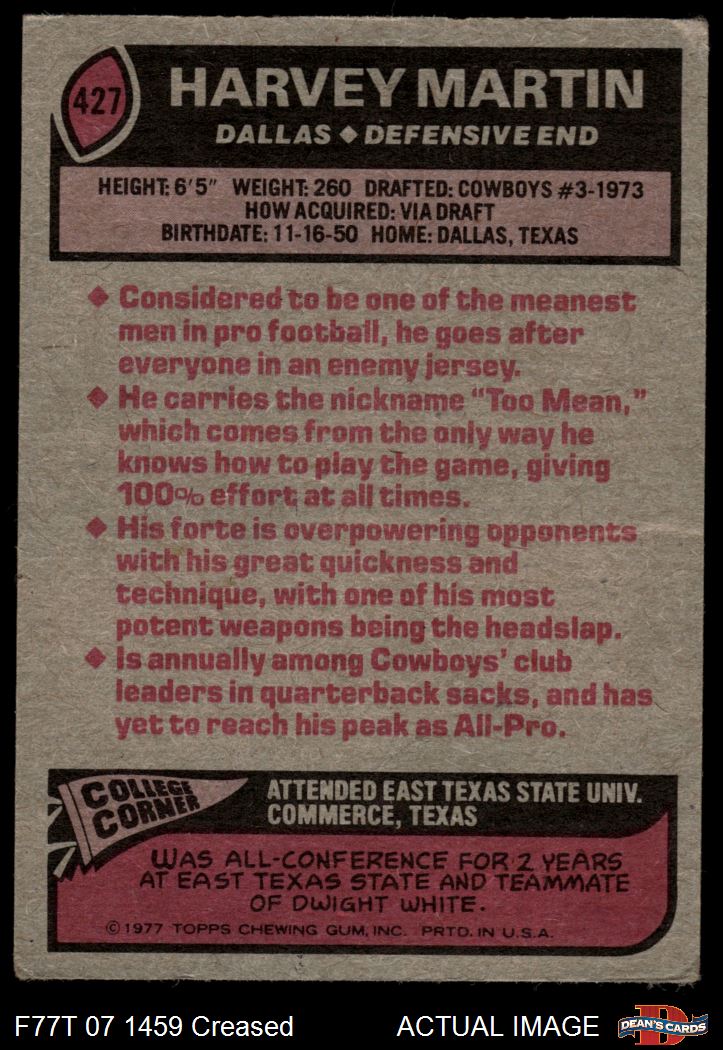 427
HARVEY MARTIN
DALLAS ◆ DEFENSIVE END
HEIGHT: 6'5" WEIGHT: 260 DRAFTED: COWBOYS #3-1973
HOW ACQUIRED: VIA DRAFT
BIRTHDATE: 11-16-50 HOME: DALLAS, TEXAS
◆ Considered to be one of the meanest
men in pro football, he goes after
everyone in an enemy jersey.
◆ He carries the nickname "Too Mean,"
which comes from the only way he
knows how to play the game, giving
100% effort at all times.
◆ His forte is overpowering opponents
with his great quickness and
technique, with one of his most
potent weapons being the headslap.
◆ Is annually among Cowboys' club
leaders in quarterback sacks, and has
yet to reach his peak as All-Pro.
COLLEGE
CORNER
ATTENDED EAST TEXAS STATE UNIV.
COMMERCE, TEXAS
WAS ALL-CONFERENCE FOR 2 YEARS
AT EAST TEXAS STATE AND TEAMMATE
OF DWIGHT WHITE.
©1977 TOPPS CHEWING GUM, INC. PRTD. IN U.S.A.
F77T 07 1459 Creased
ACTUAL IMAGE
D
DEAN'S CARDS